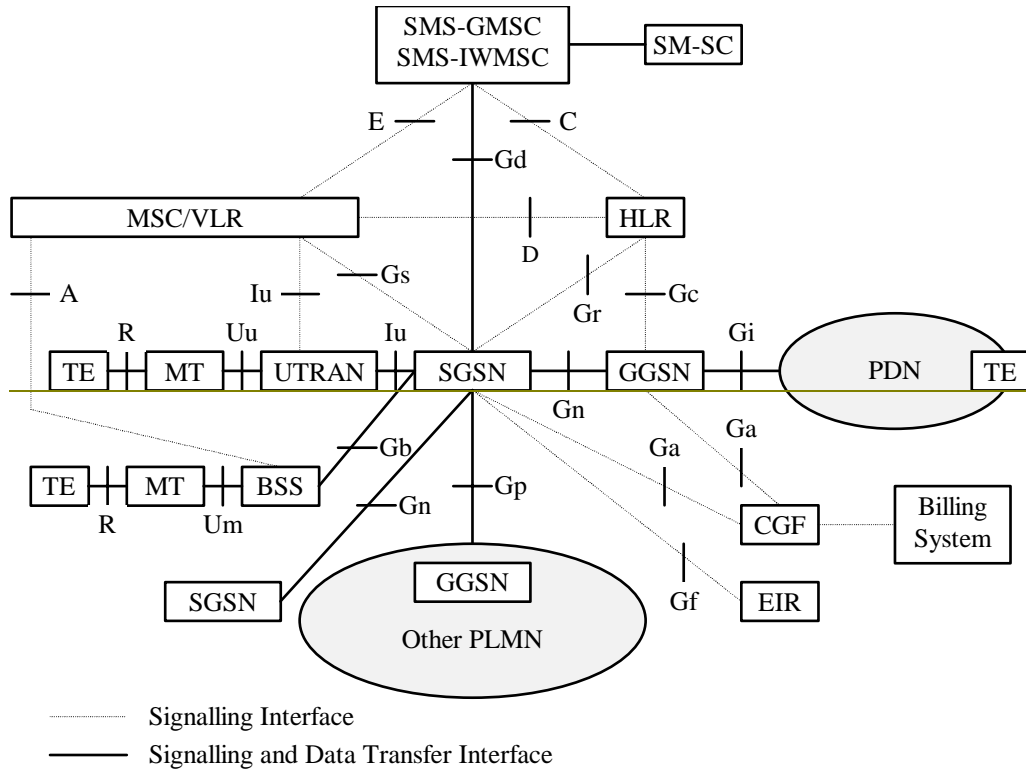 SMS-GMSC
SMS-IWMSC
SM-SC
E
C
Gd
MSC/VLR
HLR
D
A
Iu
Gs
Gr
Gc
R
Uu
Iu
Gi
TE
MT
UTRAN
SGSN
GGSN
PDN
TE
Gn
Gb
Ga
Ga
TE
MT
BSS
R
Um
Gn
Gp
CGF
Billing
System
SGSN
GGSN
Gf
EIR
Other PLMN
Signalling Interface
Signalling and Data Transfer Interface